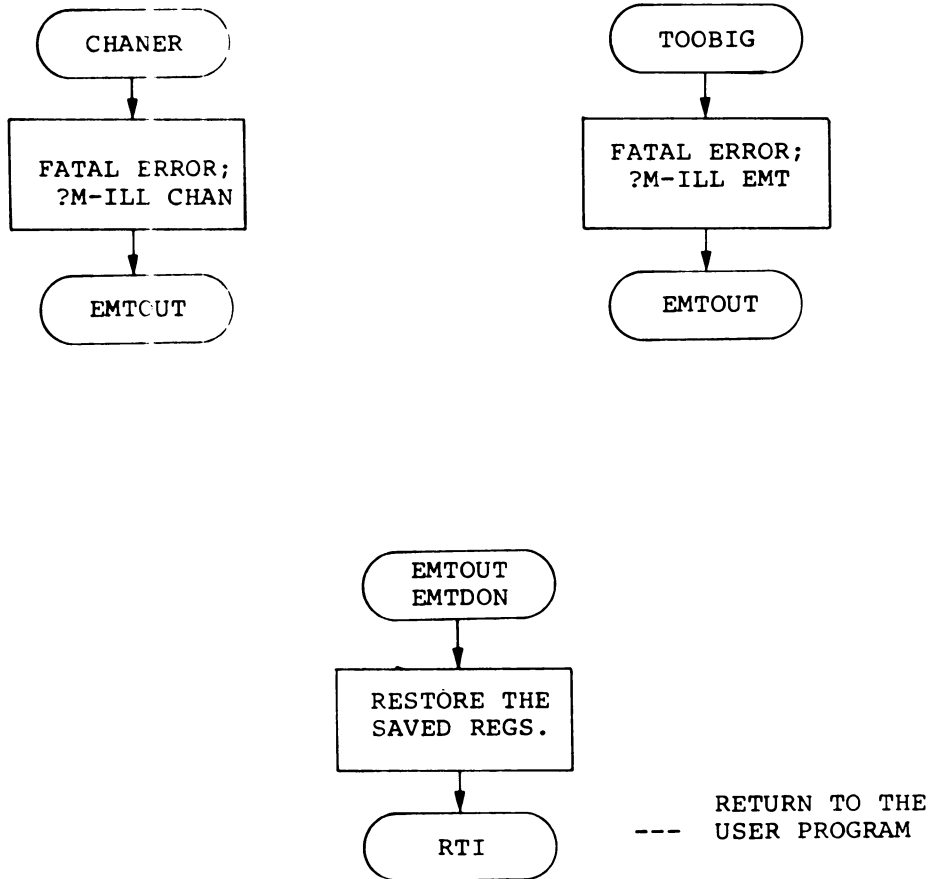 CHANER
FATAL ERROR;
?M-ILL CHAN
EMTOUT
TOOBIG
FATAL ERROR;
?M-ILL EMT
EMTOUT
EMTOUT
EMTDON
RESTORE THE
SAVED REGS.
RTI
--- RETURN TO THE
USER PROGRAM